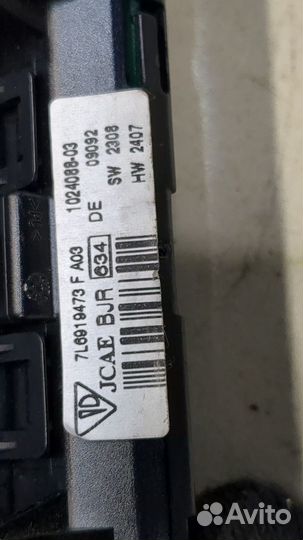 7L6919473 F A03 1024088-03
JCAE BJR 634 DE 09092
SW 2308
HW 2407
Avito